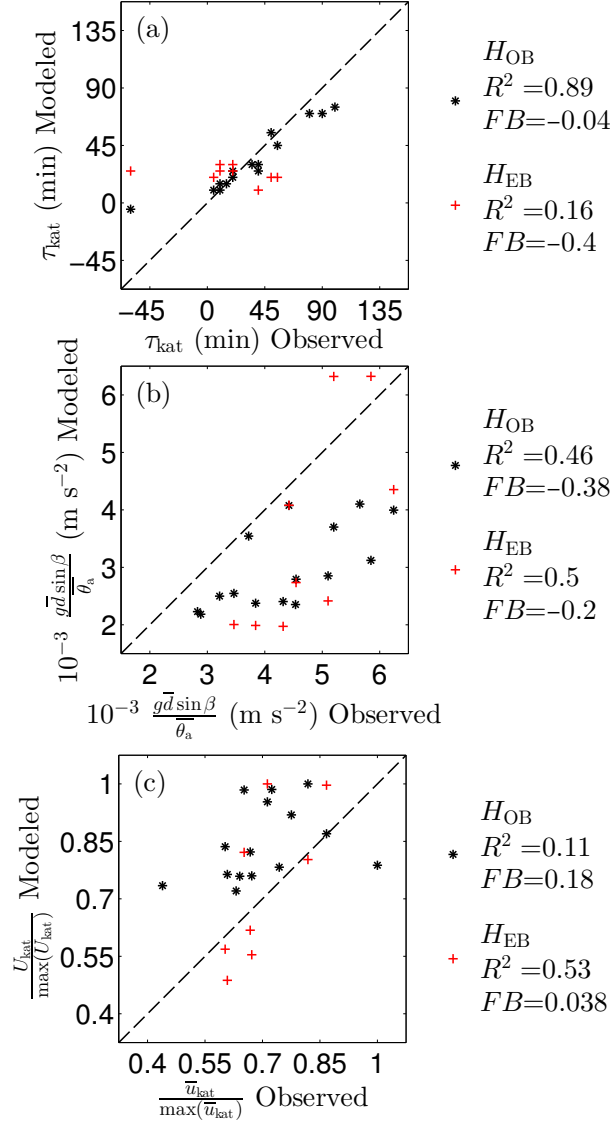 (a)
135
90
45
0
−45
τkat (min) Modeled
−45 0 45 90 135
τkat (min) Observed
HOB
R² =0.89
FB=−0.04
HEB
R² =0.16
FB=−0.4
(b)
6
5
4
3
2
10⁻³ g d̅ sin β / θ̅a (m s⁻²) Modeled
2 3 4 5 6
10⁻³ g d̅ sin β / θ̅a (m s⁻²) Observed
HOB
R² =0.46
FB=−0.38
HEB
R² =0.5
FB=−0.2
(c)
1
0.85
0.7
0.55
0.4
Ukat / max(Ukat) Modeled
0.4 0.55 0.7 0.85 1
u̅kat / max(u̅kat) Observed
HOB
R² =0.11
FB=0.18
HEB
R² =0.53
FB=0.038